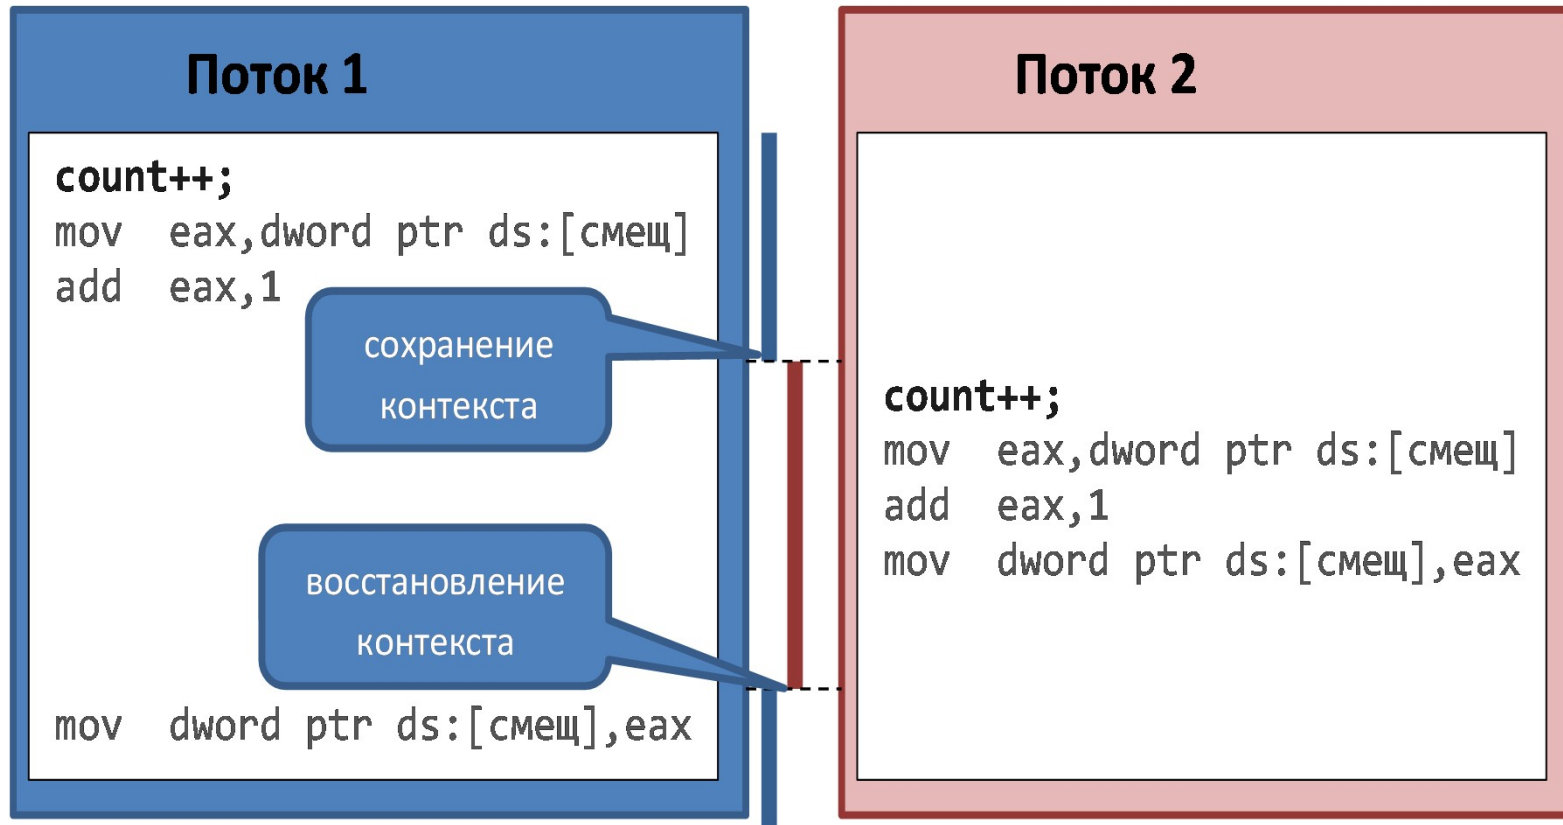 Поток 1
count++;
mov eax,dword ptr ds:[смещ]
add eax,1
сохранение
контекста
восстановление
контекста
mov dword ptr ds:[смещ],eax
Поток 2
count++;
mov eax,dword ptr ds:[смещ]
add eax,1
mov dword ptr ds:[смещ],eax